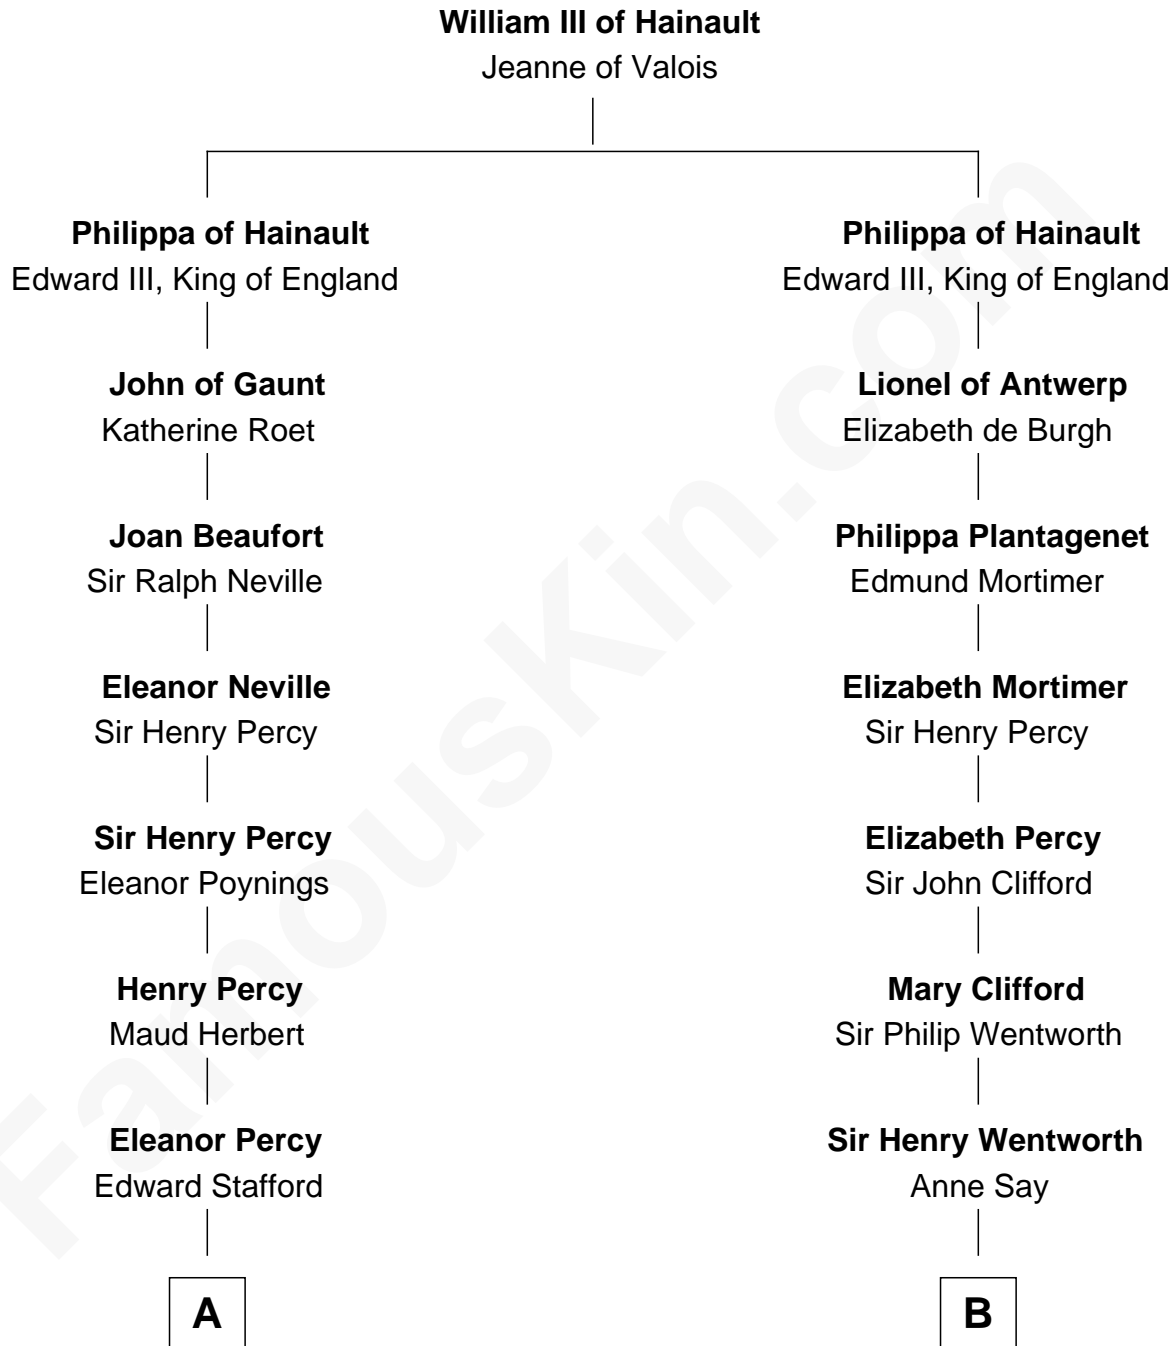 William III of Hainault
Jeanne of Valois
Philippa of Hainault
Edward III, King of England
John of Gaunt
Katherine Roet
Joan Beaufort
Sir Ralph Neville
Eleanor Neville
Sir Henry Percy
Sir Henry Percy
Eleanor Poynings
Henry Percy
Maud Herbert
Eleanor Percy
Edward Stafford
A
Philippa of Hainault
Edward III, King of England
Lionel of Antwerp
Elizabeth de Burgh
Philippa Plantagenet
Edmund Mortimer
Elizabeth Mortimer
Sir Henry Percy
Elizabeth Percy
Sir John Clifford
Mary Clifford
Sir Philip Wentworth
Sir Henry Wentworth
Anne Say
B
FamousKin.com